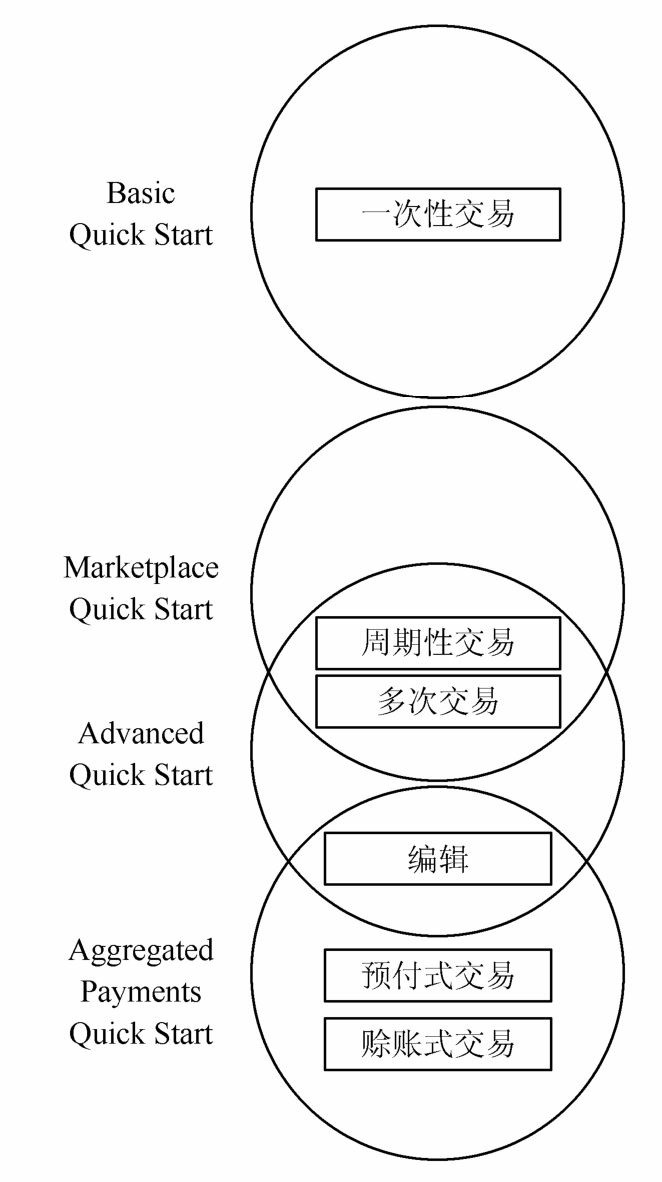 Basic
Quick Start
一次性交易
Marketplace
Quick Start
周期性交易
多次交易
Advanced
Quick Start
编辑
Aggregated
Payments
Quick Start
预付式交易
赊账式交易